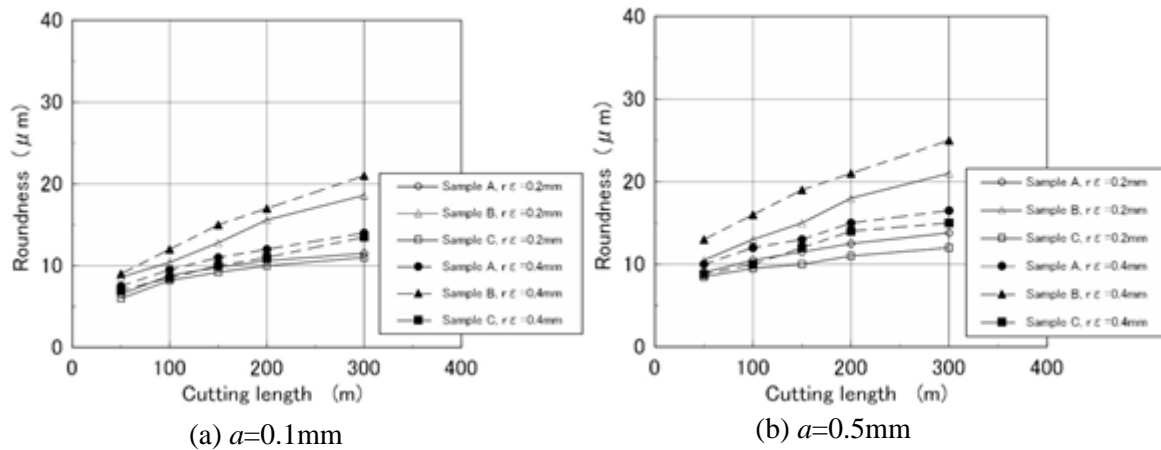 40
30
20
10
0
Roundness (μm)
0 100 200 300 400
Cutting length (m)
Sample A, rε=0.2mm
Sample B, rε=0.2mm
Sample C, rε=0.2mm
Sample A, rε=0.4mm
Sample B, rε=0.4mm
Sample C, rε=0.4mm
(a) a=0.1mm
40
30
20
10
0
Roundness (μm)
0 100 200 300 400
Cutting length (m)
Sample A, rε=0.2mm
Sample B, rε=0.2mm
Sample C, rε=0.2mm
Sample A, rε=0.4mm
Sample B, rε=0.4mm
Sample C, rε=0.4mm
(b) a=0.5mm